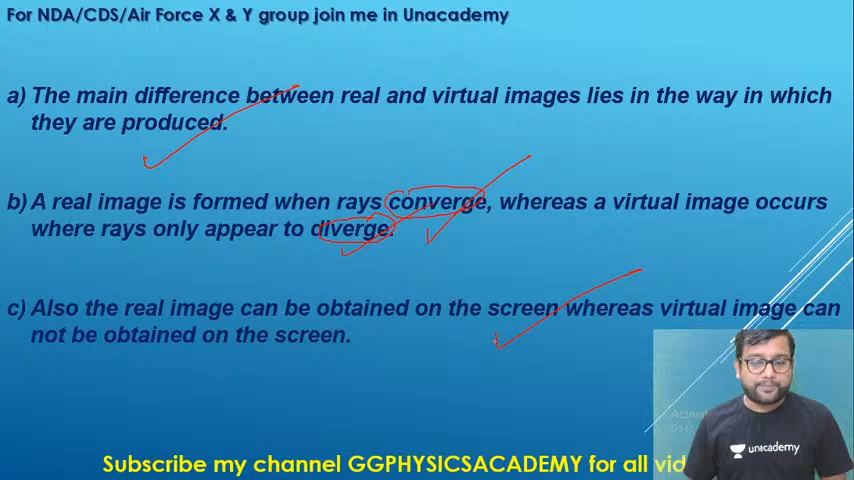 For NDA/CDS/Air Force X & Y group join me in Unacademy
a) The main difference between real and virtual images lies in the way in which
they are produced.
b) A real image is formed when rays converge, whereas a virtual image occurs
where rays only appear to diverge.
c) Also the real image can be obtained on the screen whereas virtual image can
not be obtained on the screen.
Subscribe my channel GGPHYSICSACADEMY for all vid
unacademy